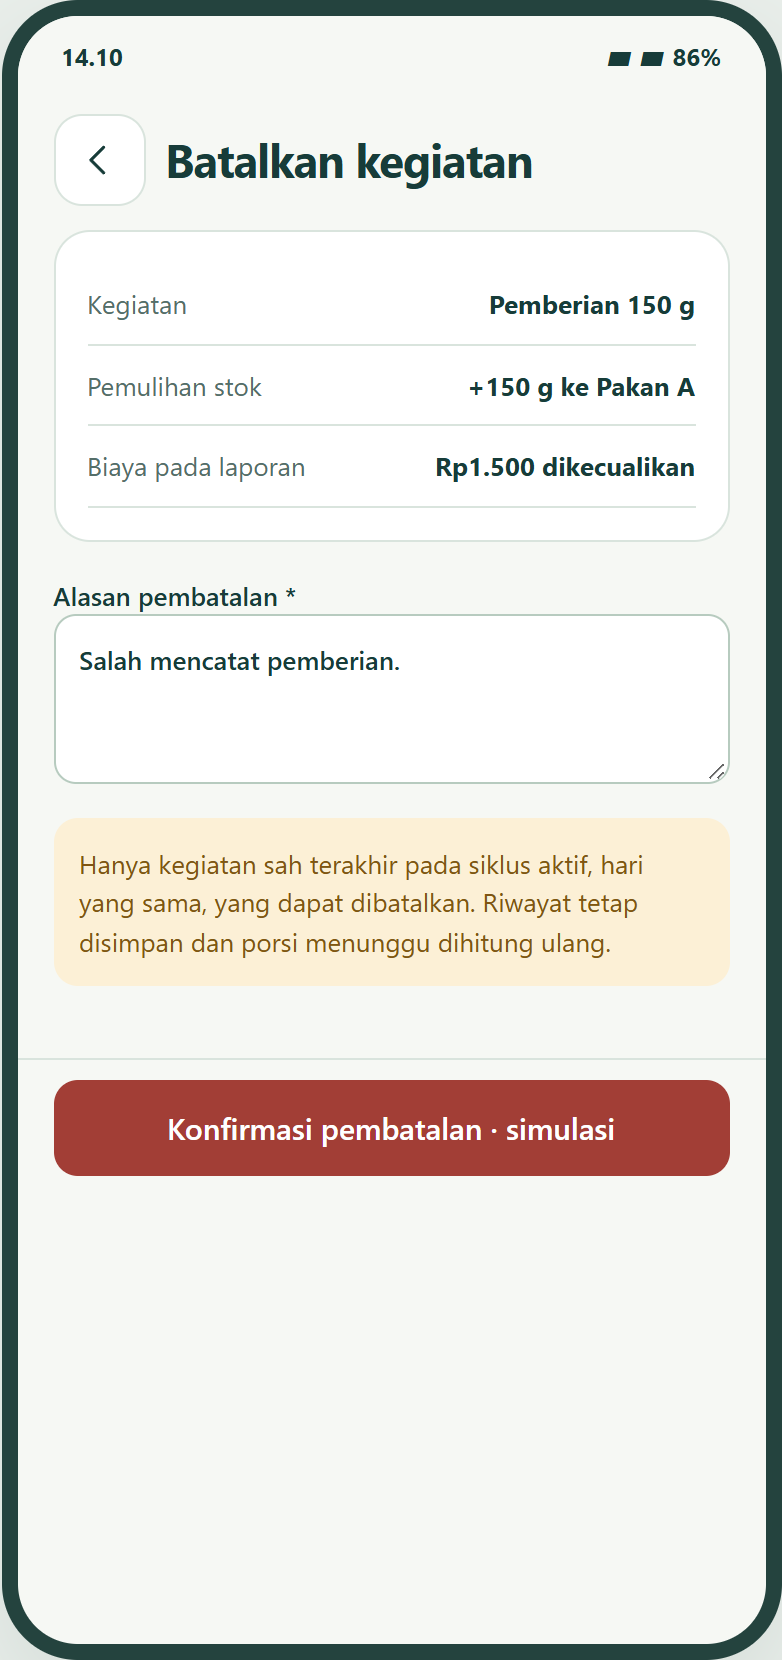 14.10
86%
Batalkan kegiatan
Kegiatan Pemberian 150 g
Pemulihan stok +150 g ke Pakan A
Biaya pada laporan Rp1.500 dikecualikan
Alasan pembatalan *
Salah mencatat pemberian.
Hanya kegiatan sah terakhir pada siklus aktif, hari
yang sama, yang dapat dibatalkan. Riwayat tetap
disimpan dan porsi menunggu dihitung ulang.
Konfirmasi pembatalan · simulasi